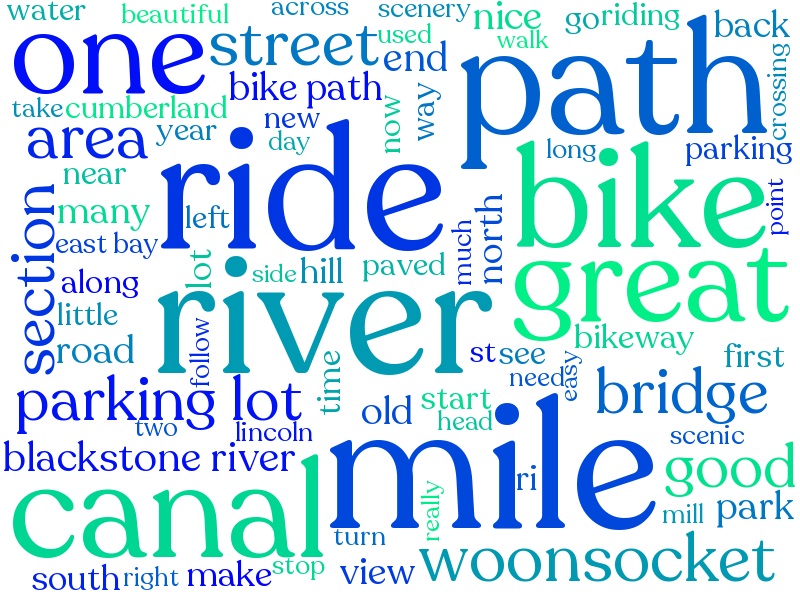 water
beautiful
across
scenery
nice
go
riding
back
one
street
used
end
walk
path
crossing
bike path
take
cumberland
new
now
way
area
year
day
long
parking
near
ride
bike
section
many
left
point
east bay
much
north
great
along
lot
side
hill
paved
little
river
bikeway
road
follow
time
st
see
first
need
easy
parking lot
old
start
bridge
two
lincoln
head
scenic
blackstone river
mile
ri
good
canal
really
mill
park
turn
woonsocket
south
right
make
stop
view